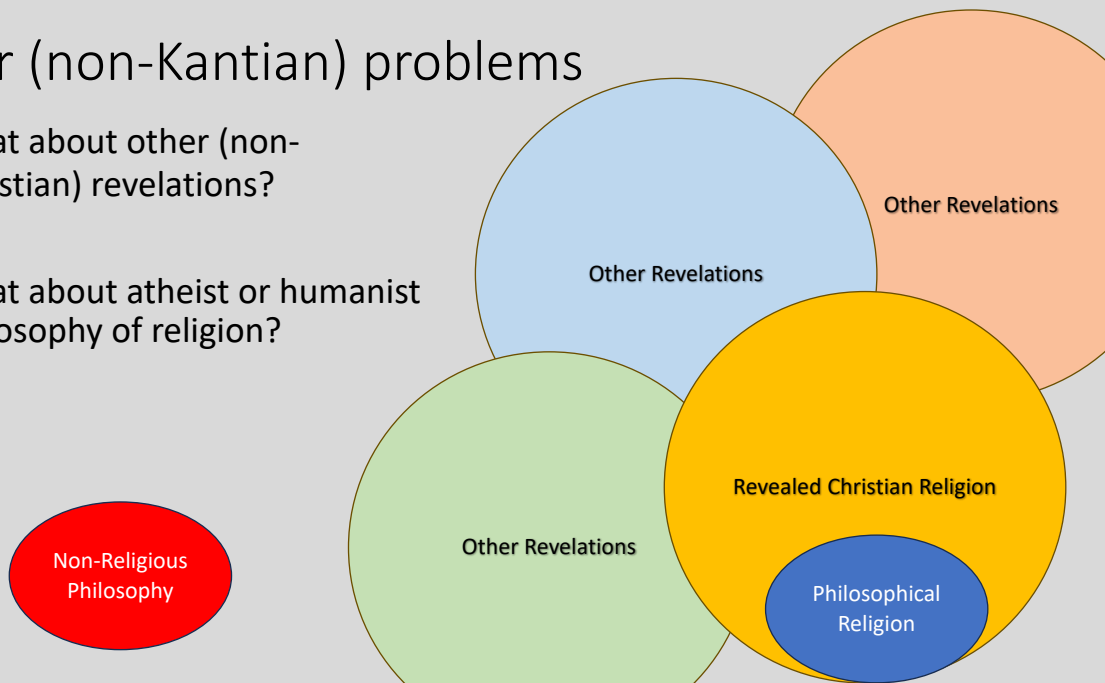 r (non-Kantian) problems
at about other (non-
stian) revelations?
at about atheist or humanist
osophy of religion?
Other Revelations
Other Revelations
Revealed Christian Religion
Other Revelations
Non-Religious
Philosophy
Philosophical
Religion